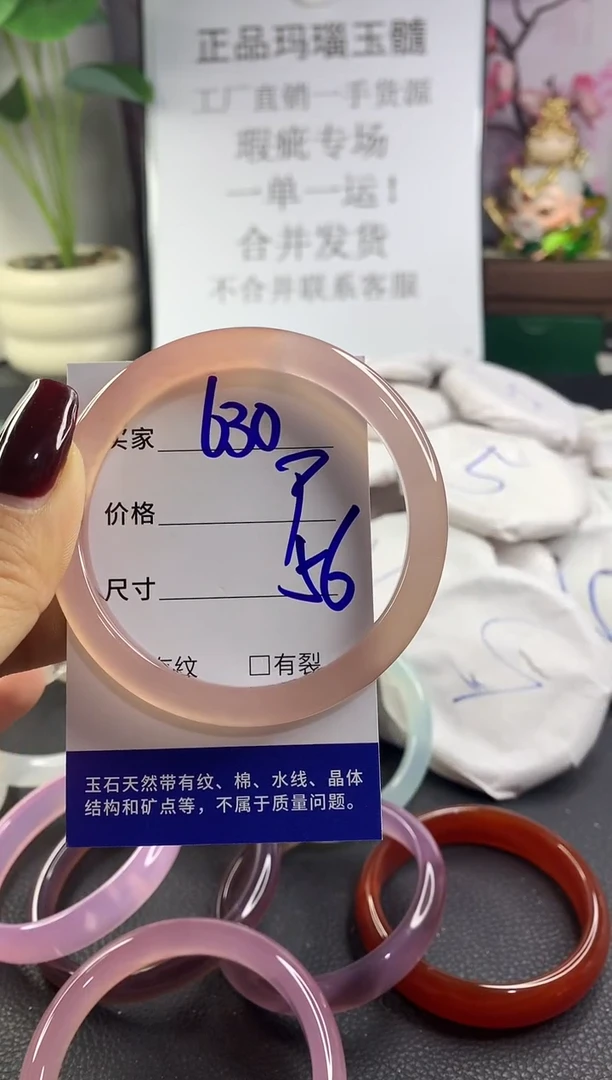 正品玛瑙玉髓
工厂直销一手货源
瑕疵专场
一单一运！
合并发货
不合并联系客服
买家 630
价格
尺寸 56
有纹 □有裂
玉石天然带有纹、棉、水线、晶体
结构和矿点等，不属于质量问题。
5